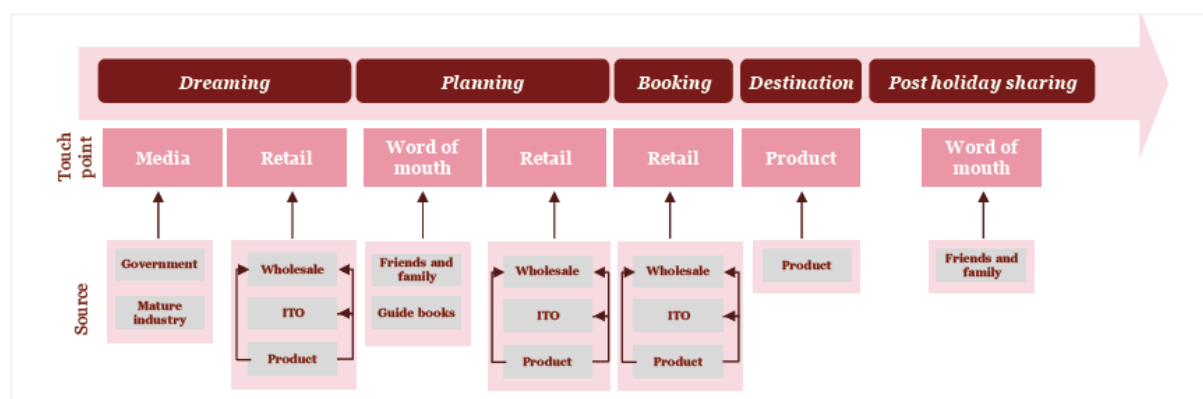 Dreaming
Planning
Booking
Destination
Post holiday sharing
Touch
point
Media
Retail
Word of
mouth
Retail
Retail
Product
Word of
mouth
Source
Government
Mature
industry
Wholesale
ITO
Product
Friends and
family
Guide books
Wholesale
ITO
Product
Wholesale
ITO
Product
Product
Friends and
family